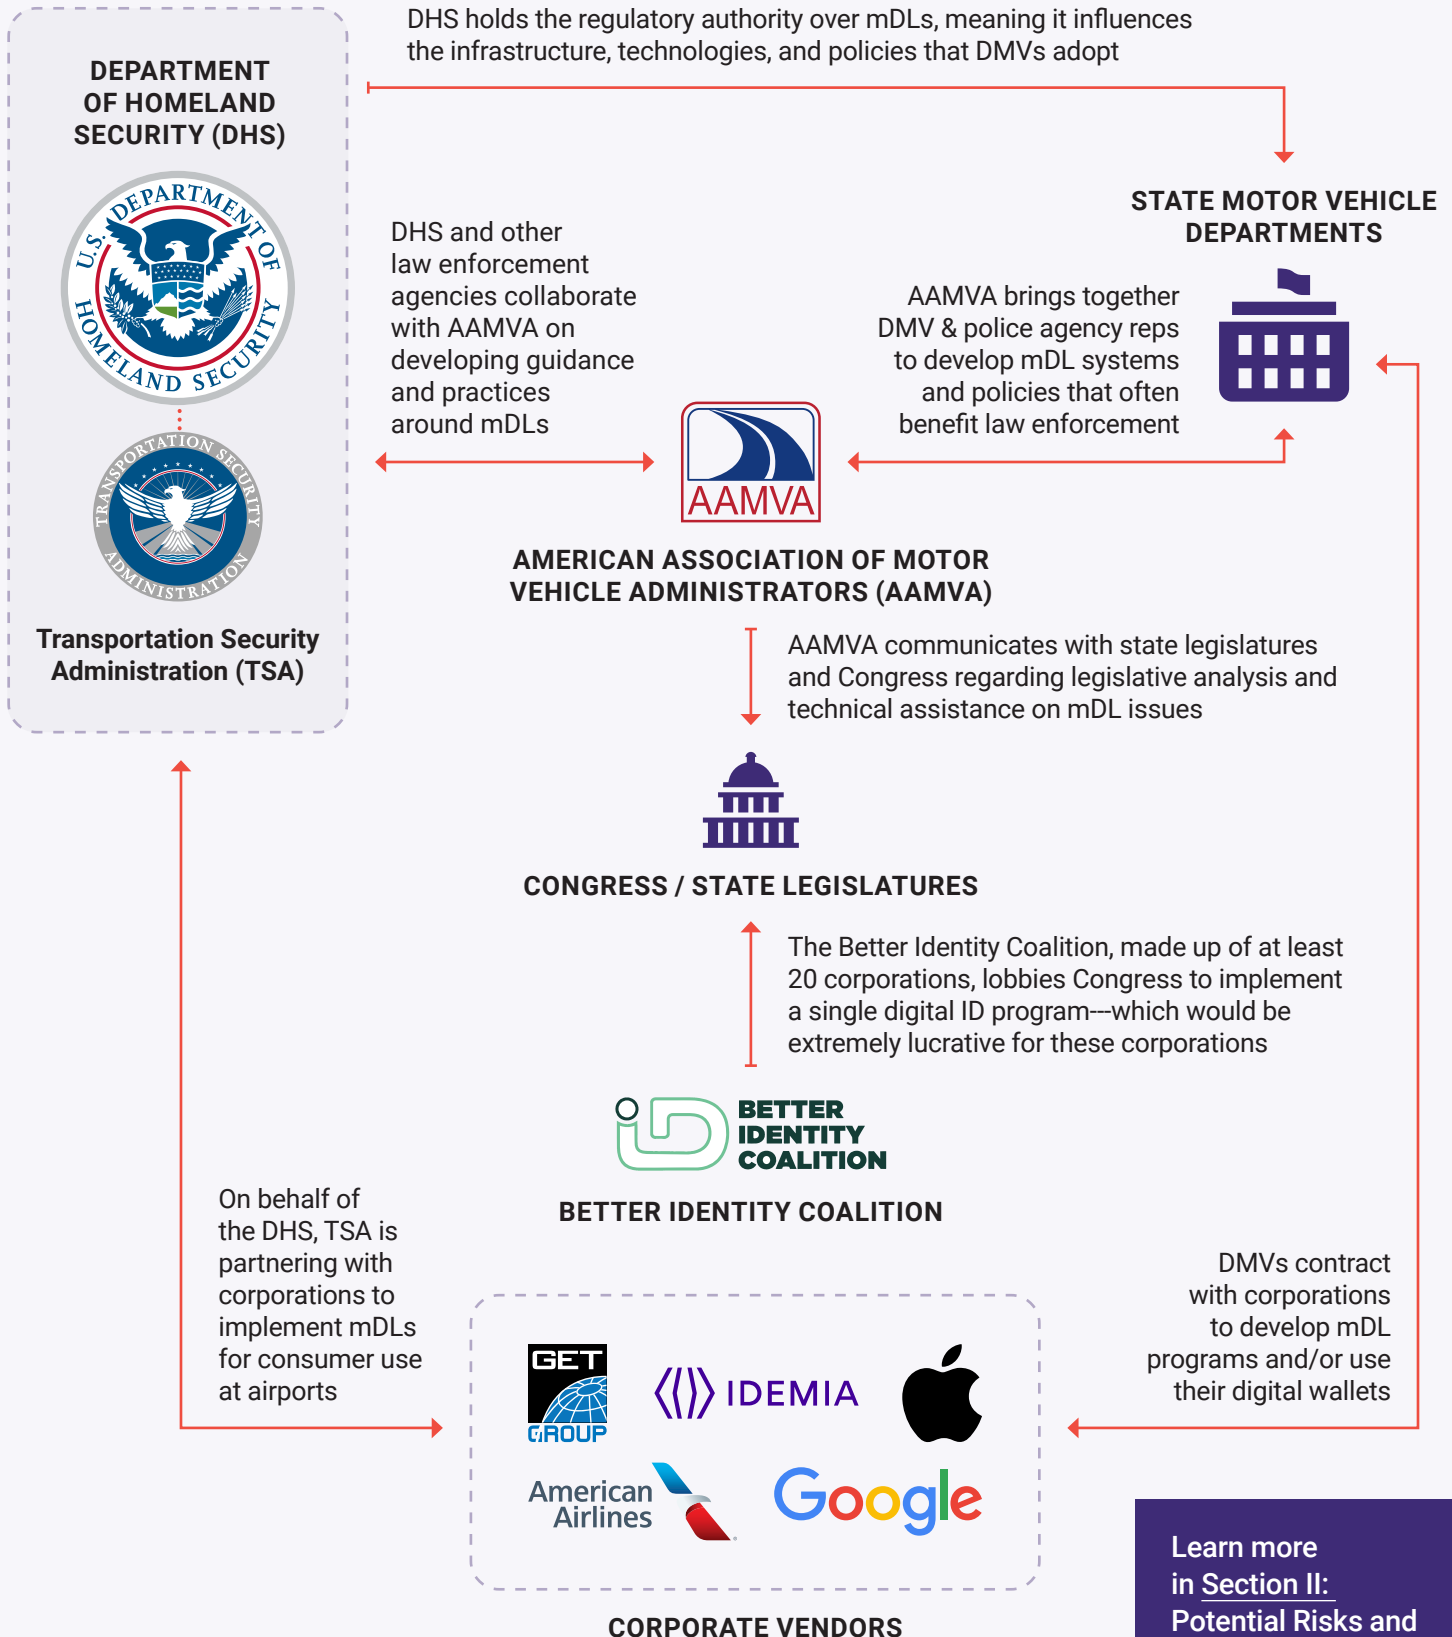 DHS holds the regulatory authority over mDLs, meaning it influences
the infrastructure, technologies, and policies that DMVs adopt
DEPARTMENT
OF HOMELAND
SECURITY (DHS)
U.S. DEPARTMENT OF
HOMELAND SECURITY
TRANSPORTATION SECURITY
ADMINISTRATION
Transportation Security
Administration (TSA)
DHS and other
law enforcement
agencies collaborate
with AAMVA on
developing guidance
and practices
around mDLs
STATE MOTOR VEHICLE
DEPARTMENTS
AAMVA brings together
DMV & police agency reps
to develop mDL systems
and policies that often
benefit law enforcement
AAMVA
AMERICAN ASSOCIATION OF MOTOR
VEHICLE ADMINISTRATORS (AAMVA)
AAMVA communicates with state legislatures
and Congress regarding legislative analysis and
technical assistance on mDL issues
CONGRESS / STATE LEGISLATURES
The Better Identity Coalition, made up of at least
20 corporations, lobbies Congress to implement
a single digital ID program---which would be
extremely lucrative for these corporations
iD
BETTER
IDENTITY
COALITION
BETTER IDENTITY COALITION
On behalf of
the DHS, TSA is
partnering with
corporations to
implement mDLs
for consumer use
at airports
DMVs contract
with corporations
to develop mDL
programs and/or use
their digital wallets
GET
GROUP
IDEMIA
American
Airlines
Google
CORPORATE VENDORS
Learn more
in Section II:
Potential Risks and